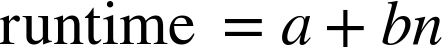 runtime = a + bn